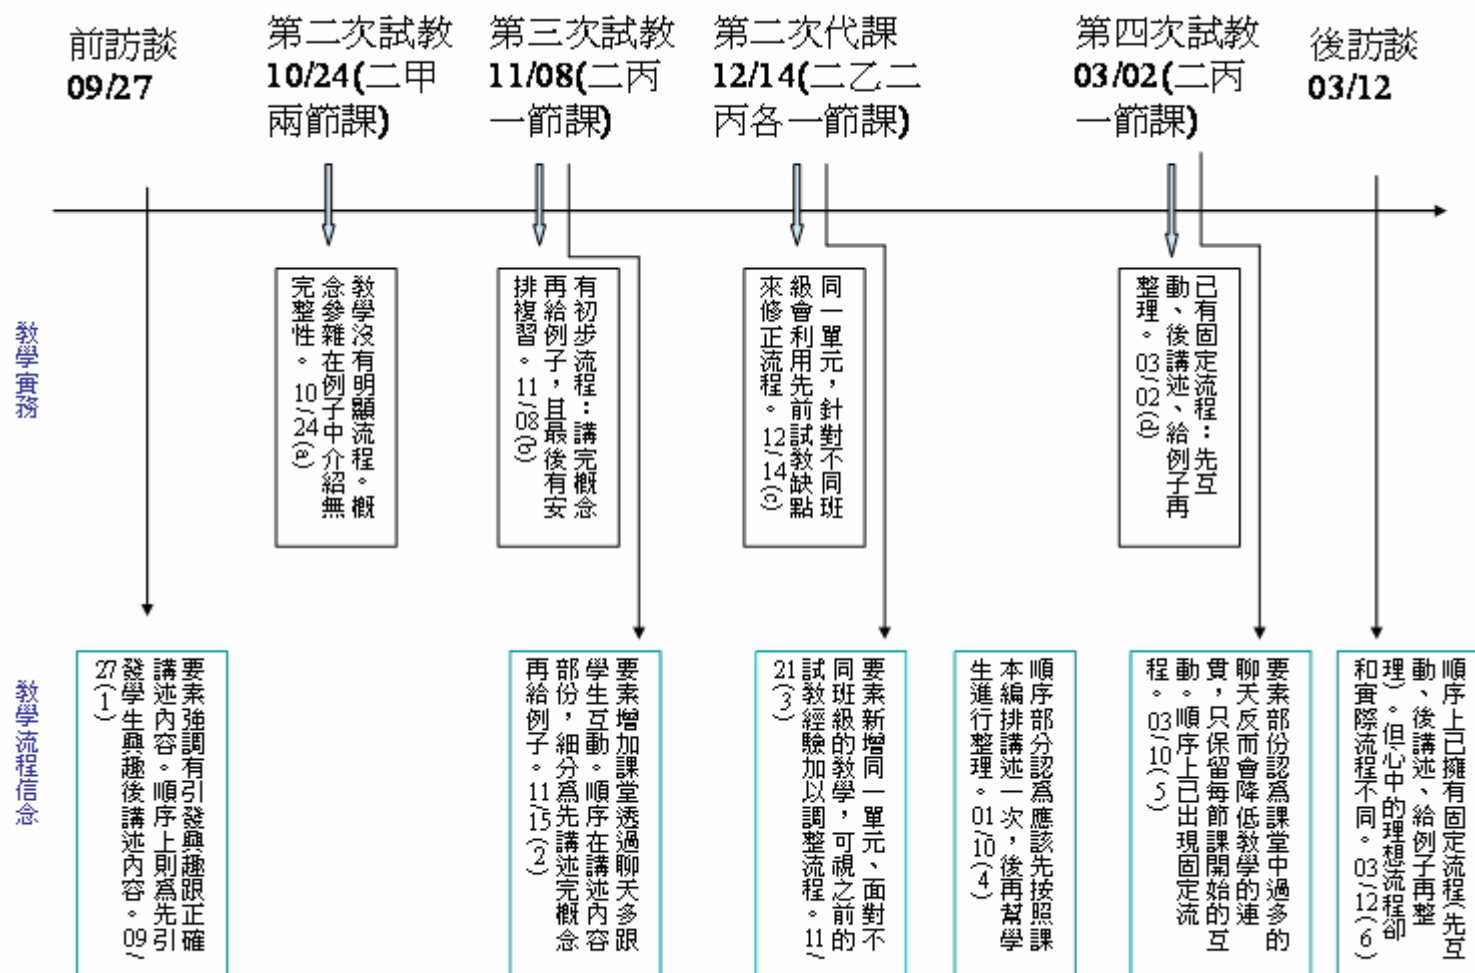 前訪談
09/27
第二次試教
10/24(二甲
兩節課)
第三次試教
11/08(二丙
一節課)
第二次代課
12/14(二乙二
丙各一節課)
第四次試教
03/02(二丙
一節課)
後訪談
03/12
教學實務
教學沒有明顯流程。概
念參雜在例子中介紹無
完整性。10/24(a)
有初步流程：講完概念
再給例子，且最後有安
排複習。11/08(b)
同一單元，針對不同班
級會利用先前試教缺點
來修正流程。12/14(c)
已有固定流程：先互
動、後講述、給例子再
整理。03/02(d)
教學流程信念
要素強調有引發興趣跟正確
講述內容。順序上則為先引
發學生興趣後講述內容。09/
27(1)
要素增加課堂透過聊天多跟
學生互動。順序在講述內容
部份，細分為先講述完概念
再給例子。11/15(2)
要素新增同一單元、面對不
同班級的教學，可視之前的
試教經驗加以調整流程。11/
21(3)
順序部分認為應該先按照課
本編排講述一次，後再幫學
生進行整理。01/10(4)
要素部份認為課堂中過多的
聊天反而會降低教學的連
貫，只保留每節課開始的互
動。順序上已出現固定流
程。03/10(5)
順序上已擁有固定流程(先互
動、後講述、給例子再整
理)。但心中的理想流程卻
和實際流程不同。03/12(6)